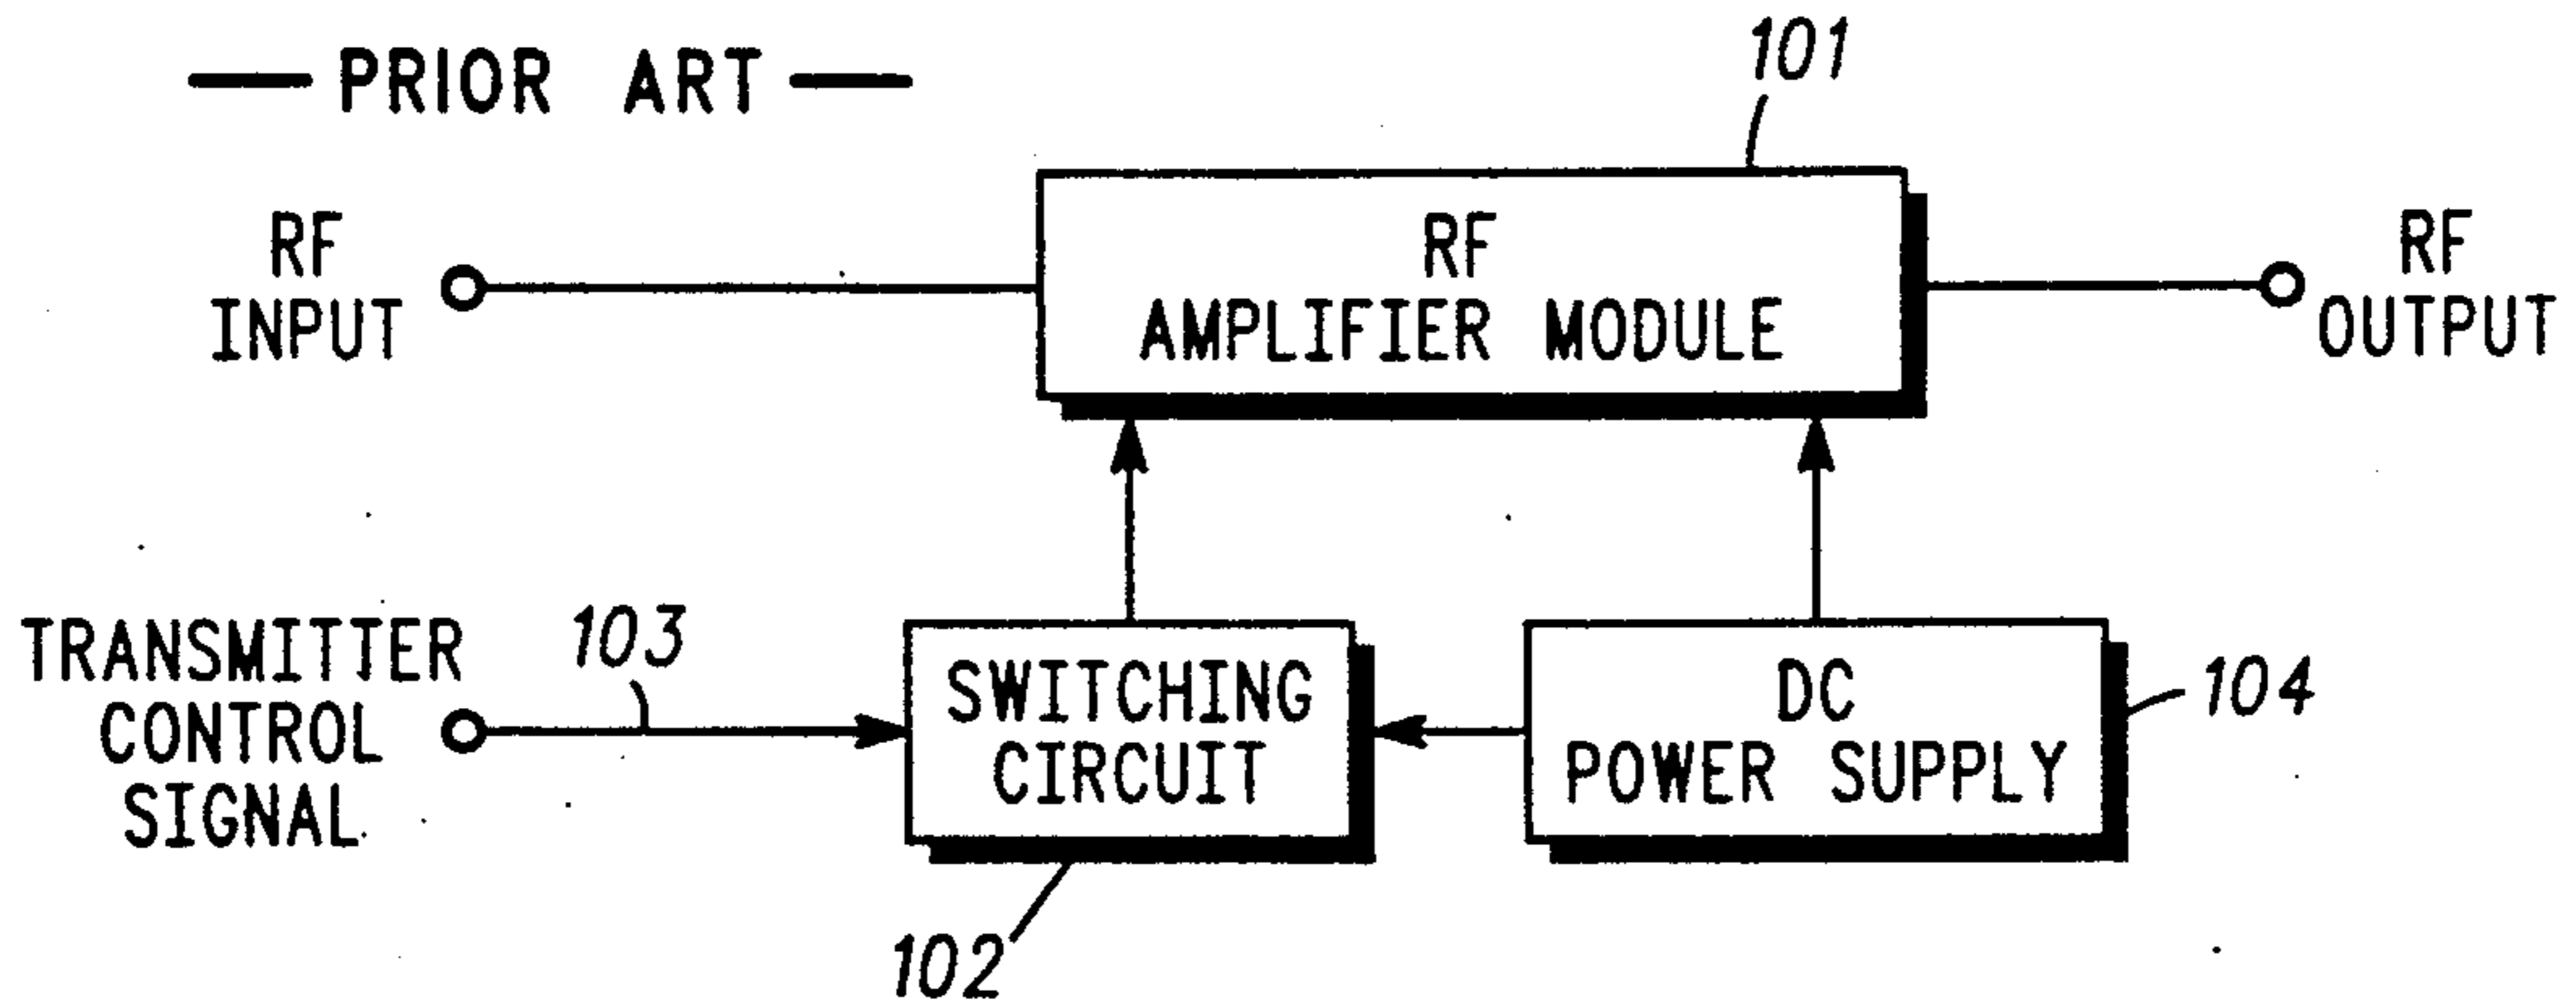 — PRIOR ART —
101
RF
INPUT
RF
AMPLIFIER MODULE
RF
OUTPUT
TRANSMITTER
CONTROL
SIGNAL
103
SWITCHING
CIRCUIT
DC
POWER SUPPLY
104
102